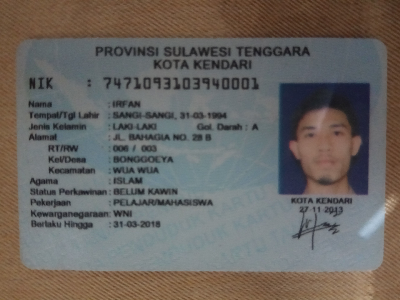 PROVINSI SULAWESI TENGGARA
KOTA KENDARI
NIK : 7471093103940001
Nama : IRFAN
Tempat/Tgl Lahir : SANGI-SANGI, 31-03-1994
Jenis Kelamin : LAKI-LAKI Gol. Darah : A
Alamat : JL. BAHAGIA NO. 28 B
RT/RW : 006 / 003
Kel/Desa : BONGGOEYA
Kecamatan : WUA WUA
Agama : ISLAM
Status Perkawinan : BELUM KAWIN
Pekerjaan : PELAJAR/MAHASISWA
Kewarganegaraan: WNI
Berlaku Hingga : 31-03-2018
KOTA KENDARI
27-11-2013